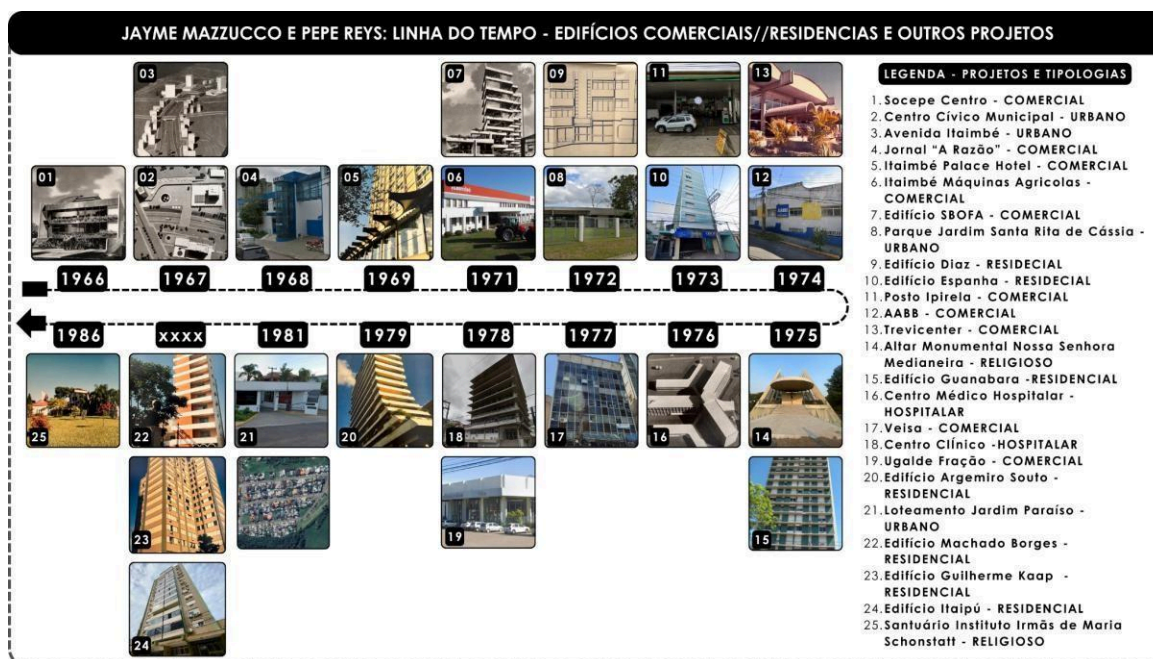 JAYME MAZZUCCO E PEPE REYS: LINHA DO TEMPO - EDIFÍCIOS COMERCIAIS//RESIDENCIAS E OUTROS PROJETOS
03
07
09
11
13
01
02
04
05
06
08
10
12
1966
1967
1968
1969
1971
1972
1973
1974
1986
xxxx
1981
1979
1978
1977
1976
1975
25
22
21
20
18
17
16
14
23
19
15
24
LEGENDA - PROJETOS E TIPOLOGIAS
1. Socepe Centro - COMERCIAL
2. Centro Cívico Municipal - URBANO
3. Avenida Itaimbé - URBANO
4. Jornal "A Razão" - COMERCIAL
5. Itaimbé Palace Hotel - COMERCIAL
6. Itaimbé Máquinas Agrícolas -
COMERCIAL
7. Edifício SBOFA - COMERCIAL
8. Parque Jardim Santa Rita de Cássia -
URBANO
9. Edifício Diaz - RESIDECIAL
10. Edifício Espanha - RESIDECIAL
11. Posto Ipirela - COMERCIAL
12. AABB - COMERCIAL
13. Trevicenter - COMERCIAL
14. Altar Monumental Nossa Senhora
Medianeira - RELIGIOSO
15. Edifício Guanabara -RESIDENCIAL
16. Centro Médico Hospitalar -
HOSPITALAR
17. Veisa - COMERCIAL
18. Centro Clínico -HOSPITALAR
19. Ugalde Fração - COMERCIAL
20. Edifício Argemiro Souto -
RESIDENCIAL
21. Loteamento Jardim Paraíso -
URBANO
22. Edifício Machado Borges -
RESIDENCIAL
23. Edifício Guilherme Kaap -
RESIDENCIAL
24. Edifício Itaipú - RESIDENCIAL
25. Santuário Instituto Irmãs de Maria
Schonstatt - RELIGIOSO